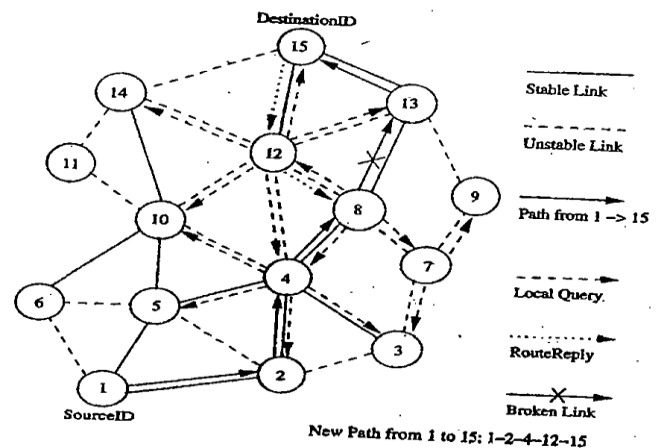 DestinationID
15
14
13
12
11
9
8
10
7
4
6
5
3
2
1
SourceID
Stable Link
Unstable Link
Path from 1 -> 15
Local Query
RouteReply
Broken Link
New Path from 1 to 15: 1-2-4-12-15